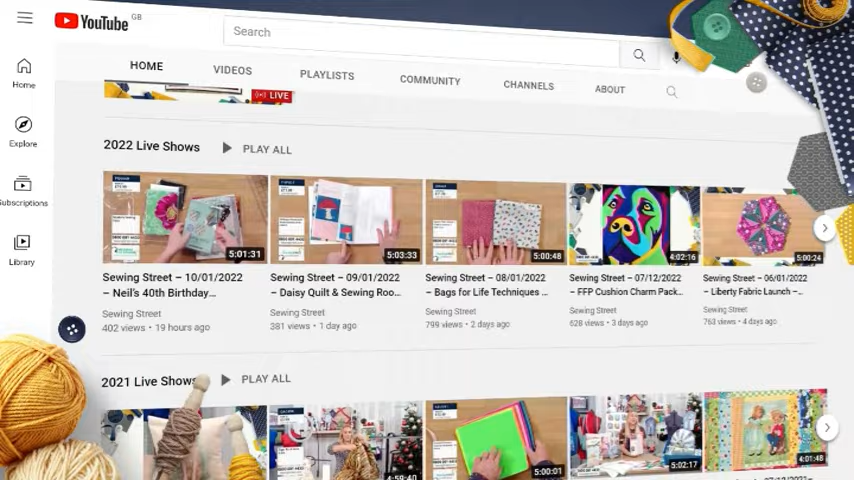 YouTube GB
Search
Home
HOME
VIDEOS
PLAYLISTS
COMMUNITY
CHANNELS
ABOUT
LIVE
Explore
2022 Live Shows
PLAY ALL
Subscriptions
Library
5:01:31
5:03:33
5:00:48
4:02:16
5:00:24
Sewing Street – 10/01/2022
– Neil's 40th Birthday...
Sewing Street
402 views • 19 hours ago
Sewing Street – 09/01/2022
– Daisy Quilt & Sewing Roo...
Sewing Street
381 views • 1 day ago
Sewing Street – 08/01/2022
– Bags for Life Techniques ...
Sewing Street
799 views • 2 days ago
Sewing Street – 07/12/2021
– FFP Cushion Charm Pack...
Sewing Street
628 views • 3 days ago
Sewing Street – 06/01/2022
– Liberty Fabric Launch –...
Sewing Street
763 views • 4 days ago
2021 Live Shows
PLAY ALL
4:59:40
5:00:01
5:02:17
4:01:48